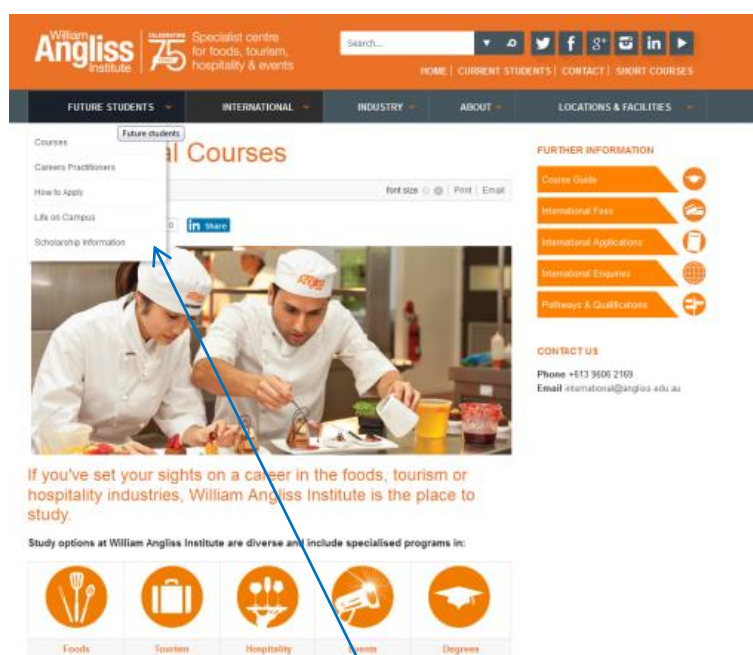 William
Angliss
Institute
CELEBRATING
75
Specialist centre
for foods, tourism,
hospitality & events
Search...
HOME | CURRENT STUDENTS | CONTACT | SHORT COURSES
FUTURE STUDENTS
INTERNATIONAL
INDUSTRY
ABOUT
LOCATIONS & FACILITIES
Future students
Courses
Careers Practitioners
How to Apply
Life on Campus
Scholarship Information
al Courses
font size | Print | Email
0
in Share
FURTHER INFORMATION
Course Guide
International Fees
International Applications
International Enquiries
Pathways & Qualifications
CONTACT US
Phone +613 9606 2169
Email international@angliss.edu.au
If you've set your sights on a career in the foods, tourism or
hospitality industries, William Angliss Institute is the place to
study.
Study options at William Angliss Institute are diverse and include specialised programs in:
Foods
Tourism
Hospitality
Events
Degrees